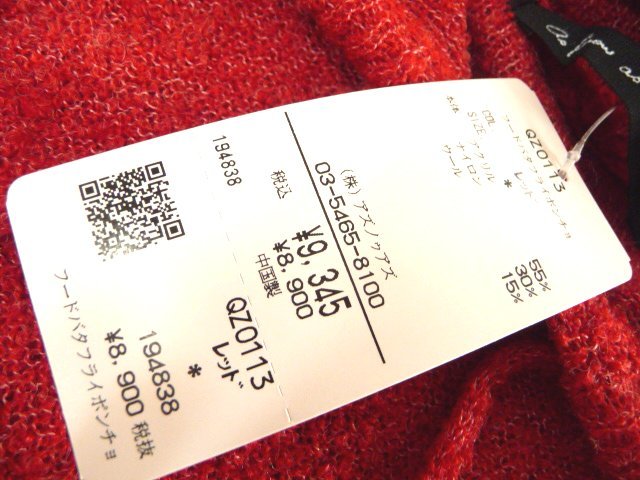 QZ0113
フードバタフライポンチョ
COL レッド
SIZE *
本体 アクリル 55%
ナイロン 30%
ウール 15%
(株)アズノゥアズ
03-5465-8100
194838
税込 ¥9,345
¥8,900
中国製
QZ0113
レッド
*
194838
¥8,900 税抜
フードバタフライポンチョ